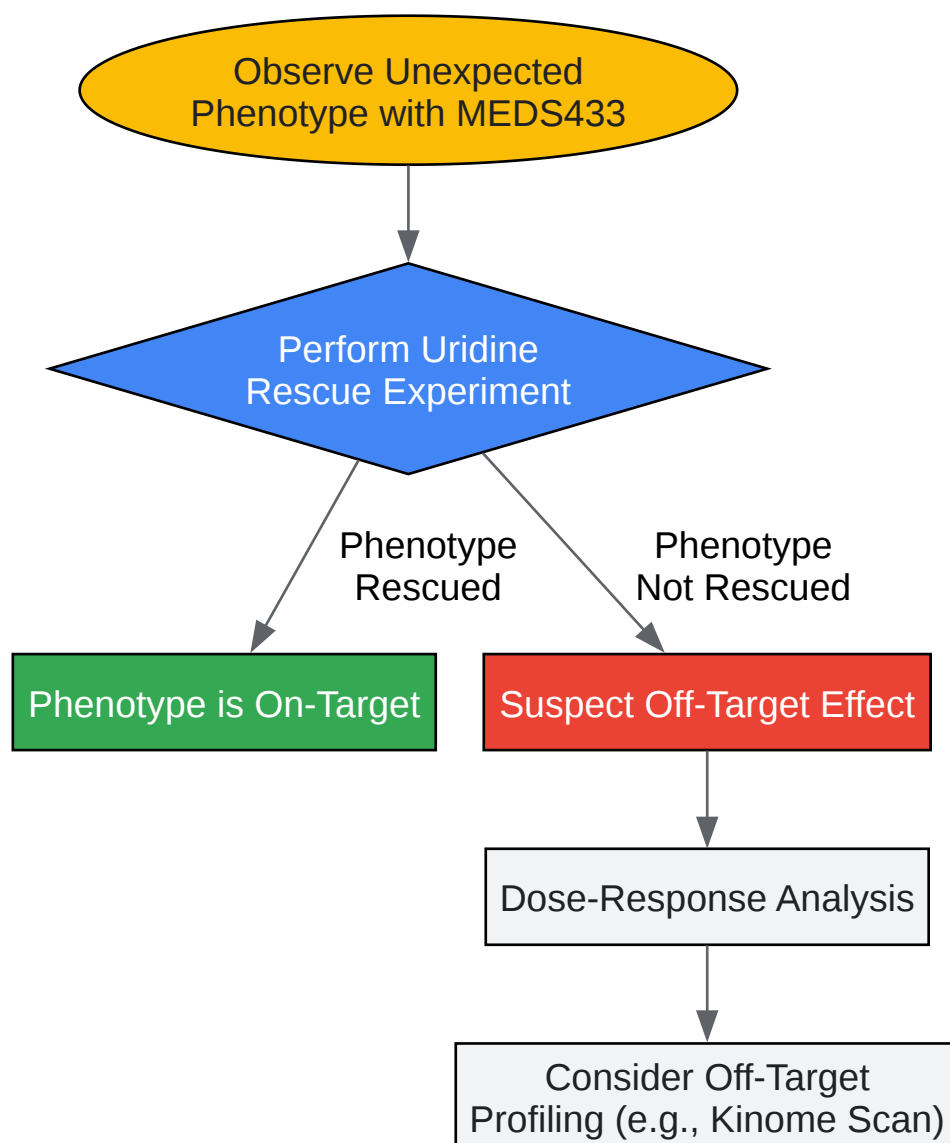 Observe Unexpected
Phenotype with MEDS433
Perform Uridine
Rescue Experiment
Phenotype
Rescued
Phenotype
Not Rescued
Phenotype is On-Target
Suspect Off-Target Effect
Dose-Response Analysis
Consider Off-Target
Profiling (e.g., Kinome Scan)